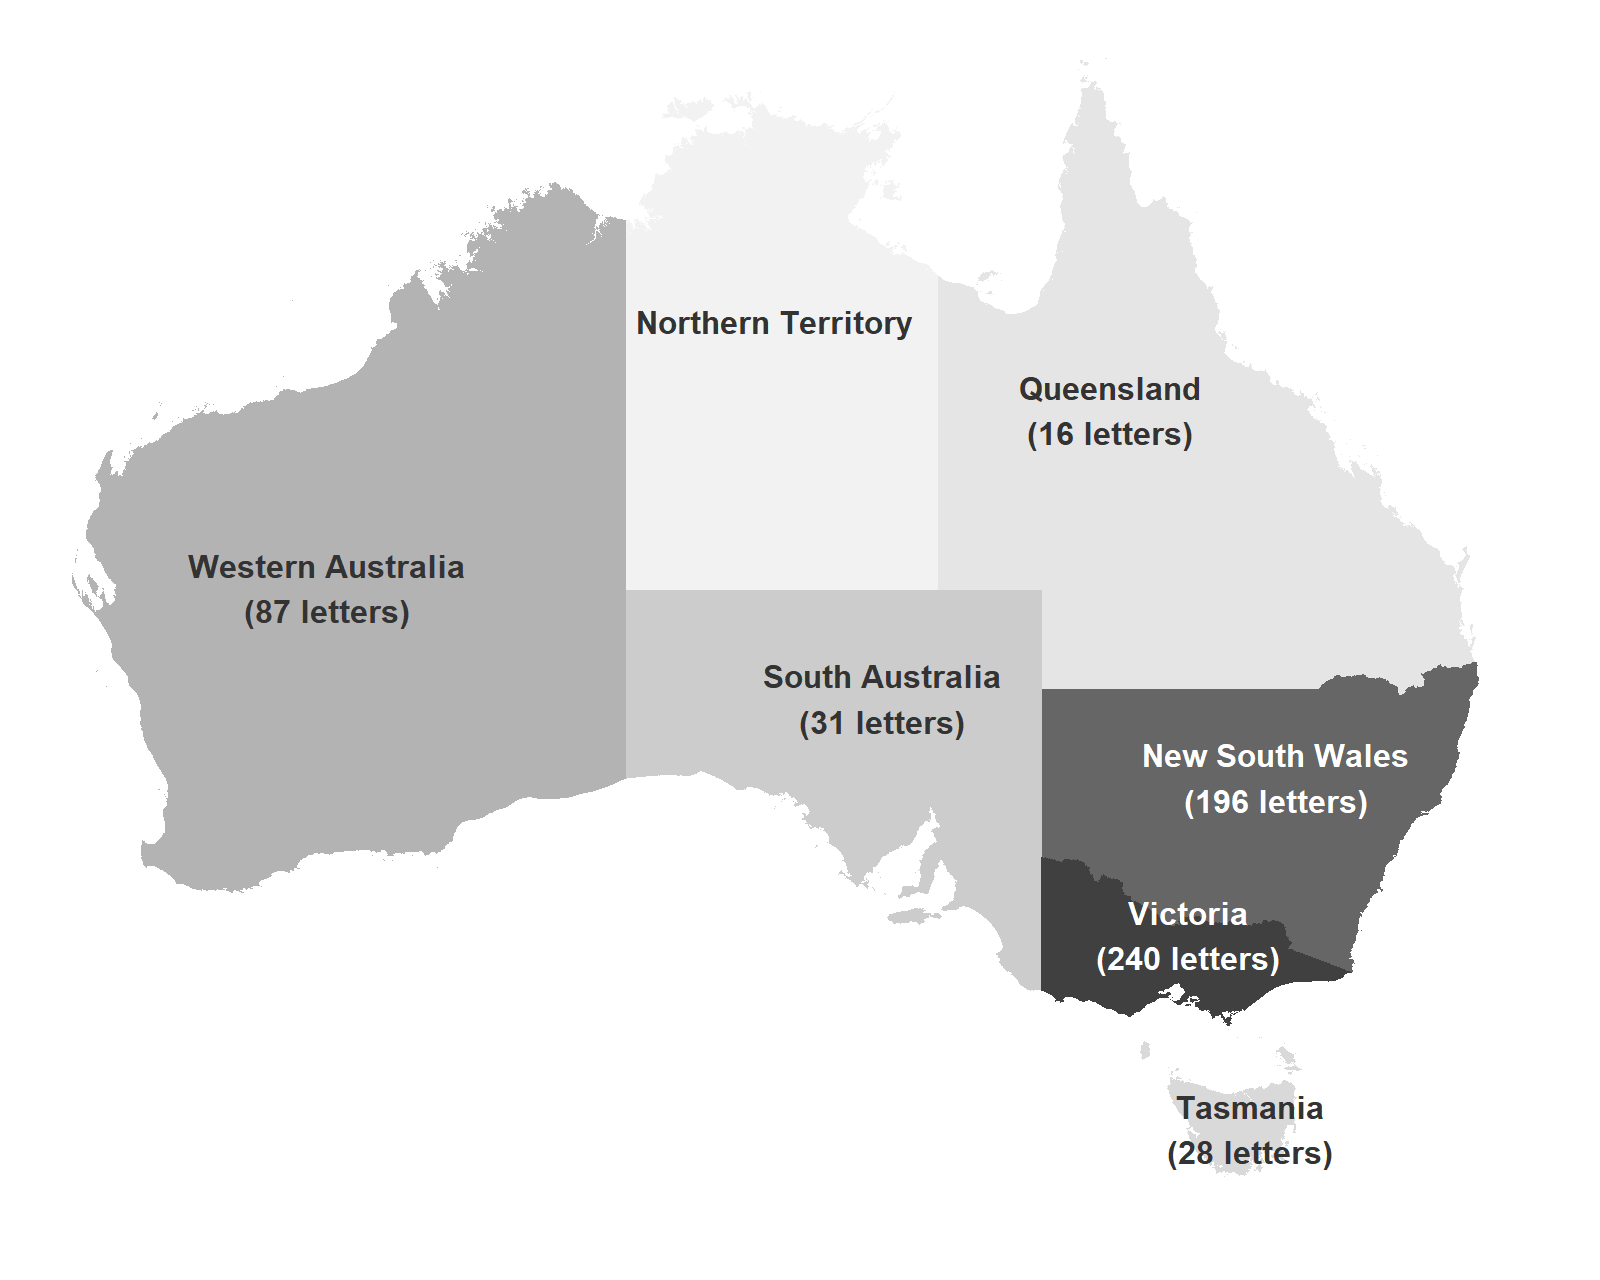 Northern Territory
Queensland
(16 letters)
Western Australia
(87 letters)
South Australia
(31 letters)
New South Wales
(196 letters)
Victoria
(240 letters)
Tasmania
(28 letters)